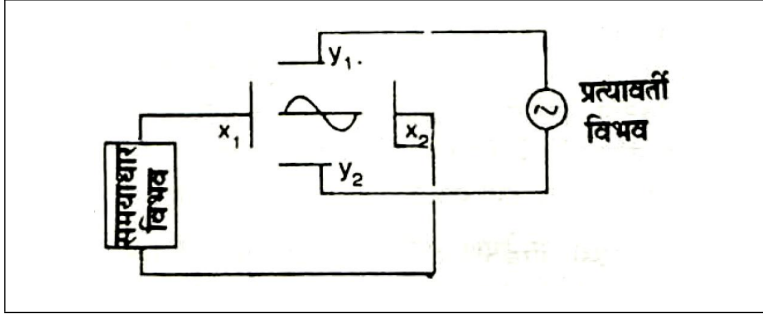 y₁.
प्रत्यावर्ती
विभव
x₁
x₂
y₂
समयाधार
विभव